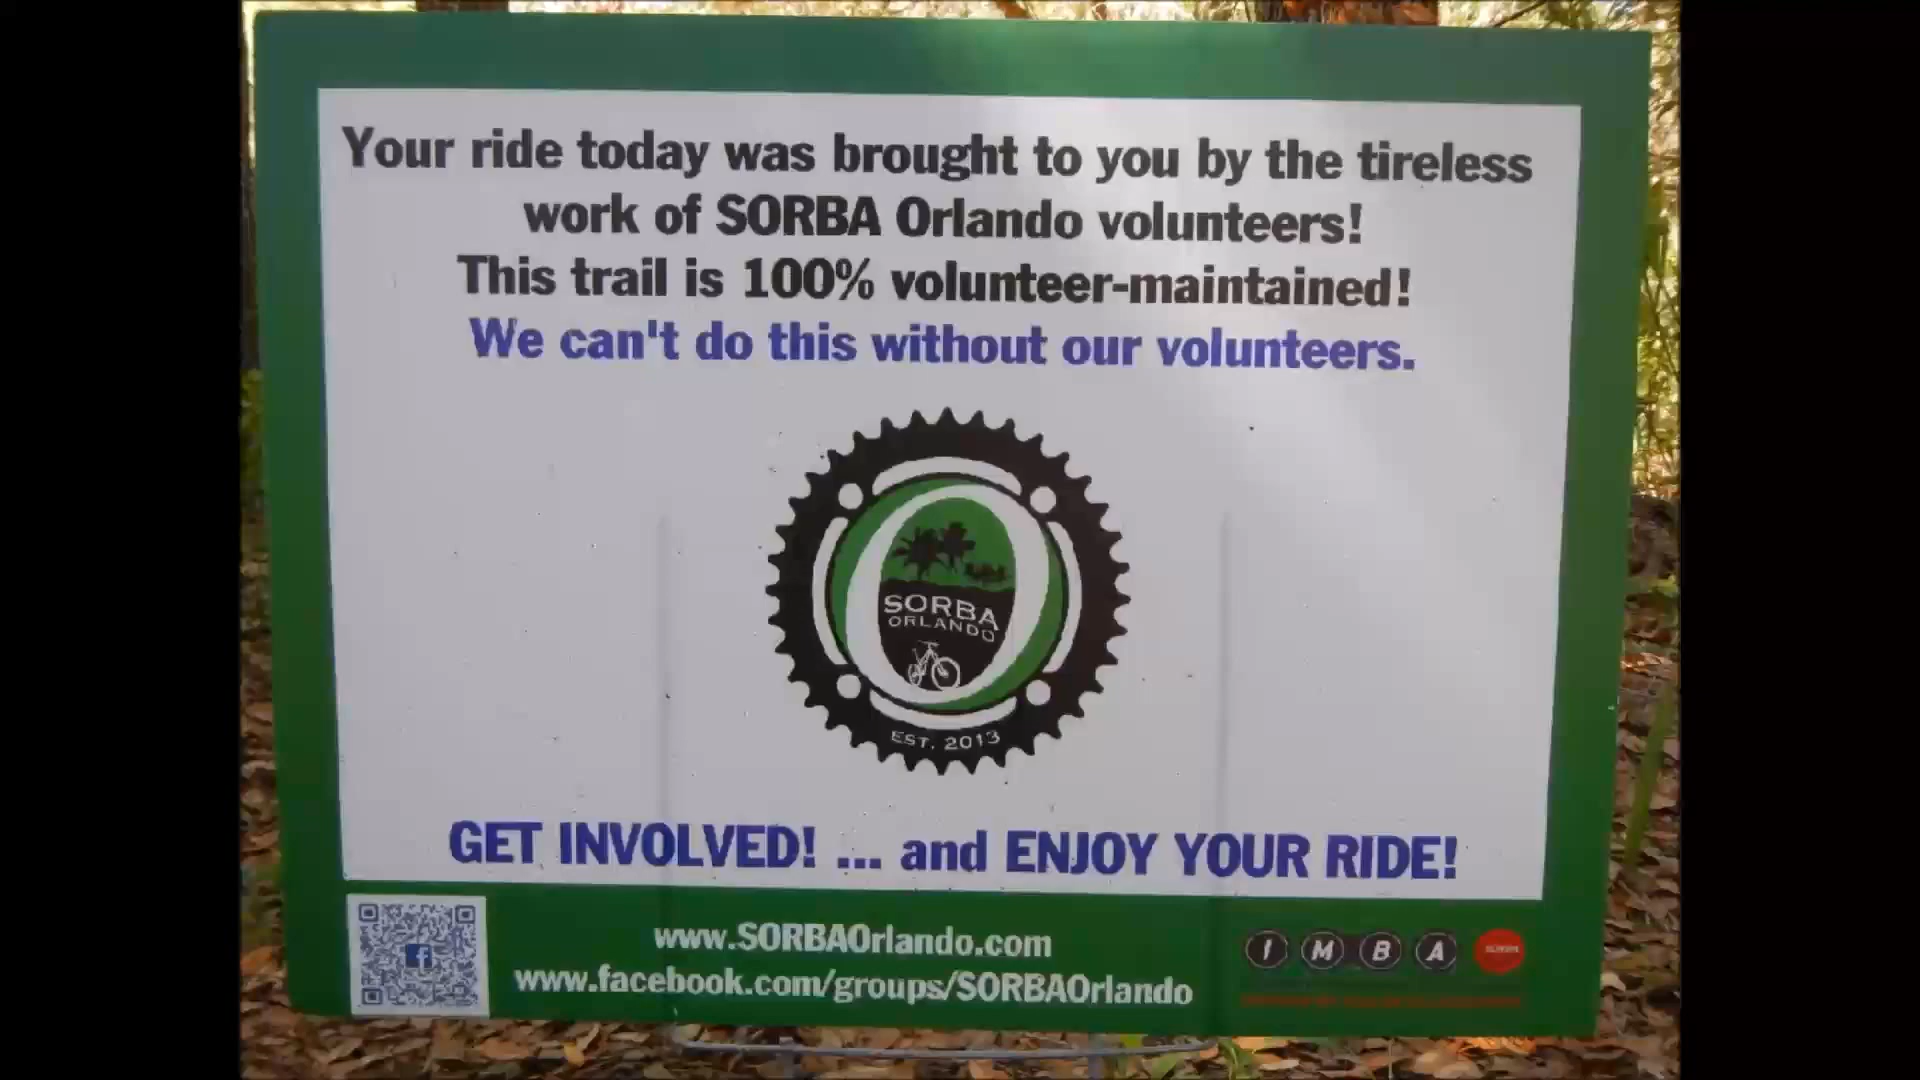 Your ride today was brought to you by the tireless
work of SORBA Orlando volunteers!
This trail is 100% volunteer-maintained!
We can't do this without our volunteers.
SORBA
ORLANDO
EST. 2013
GET INVOLVED! ... and ENJOY YOUR RIDE!
www.SORBAOrlando.com
www.facebook.com/groups/SORBAOrlando
f
I M B A